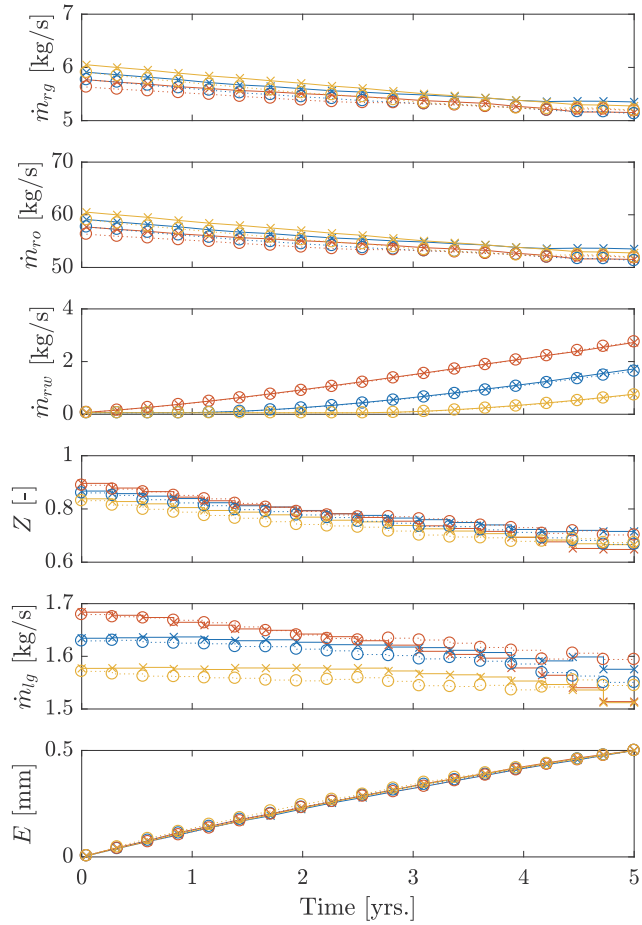 7
6
5
ṁrg [kg/s]
70
60
50
ṁro [kg/s]
4
2
0
ṁrw [kg/s]
1
0.8
0.6
Z [-]
1.7
1.6
1.5
ṁlg [kg/s]
0.5
0
E [mm]
0 1 2 3 4 5
Time [yrs.]